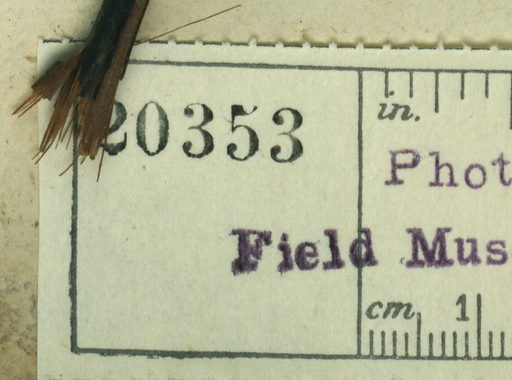 20353
in.
Phot
Field Mus
cm. 1